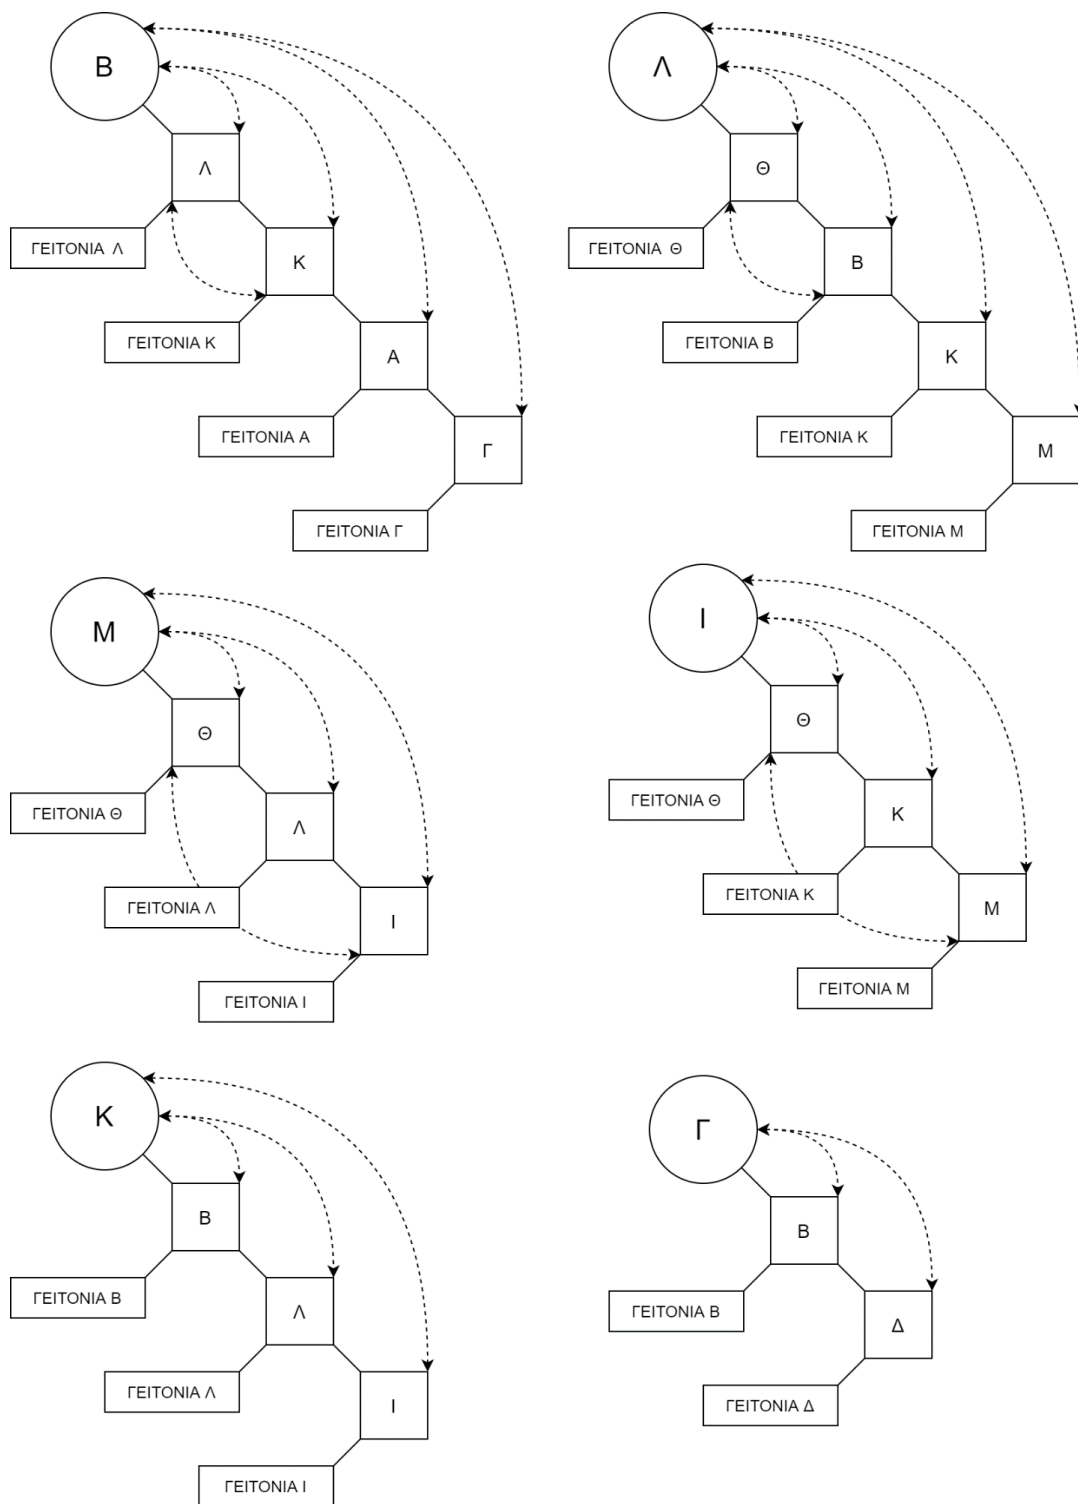 Β
Λ
ΓΕΙΤΟΝΙΑ Λ
Κ
ΓΕΙΤΟΝΙΑ Κ
Α
ΓΕΙΤΟΝΙΑ Α
Γ
ΓΕΙΤΟΝΙΑ Γ
Λ
Θ
ΓΕΙΤΟΝΙΑ Θ
Β
ΓΕΙΤΟΝΙΑ Β
Κ
ΓΕΙΤΟΝΙΑ Κ
Μ
ΓΕΙΤΟΝΙΑ Μ
Μ
Θ
ΓΕΙΤΟΝΙΑ Θ
Λ
ΓΕΙΤΟΝΙΑ Λ
Ι
ΓΕΙΤΟΝΙΑ Ι
Ι
Θ
ΓΕΙΤΟΝΙΑ Θ
Κ
ΓΕΙΤΟΝΙΑ Κ
Μ
ΓΕΙΤΟΝΙΑ Μ
Κ
Β
ΓΕΙΤΟΝΙΑ Β
Λ
ΓΕΙΤΟΝΙΑ Λ
Ι
ΓΕΙΤΟΝΙΑ Ι
Γ
Β
ΓΕΙΤΟΝΙΑ Β
Δ
ΓΕΙΤΟΝΙΑ Δ